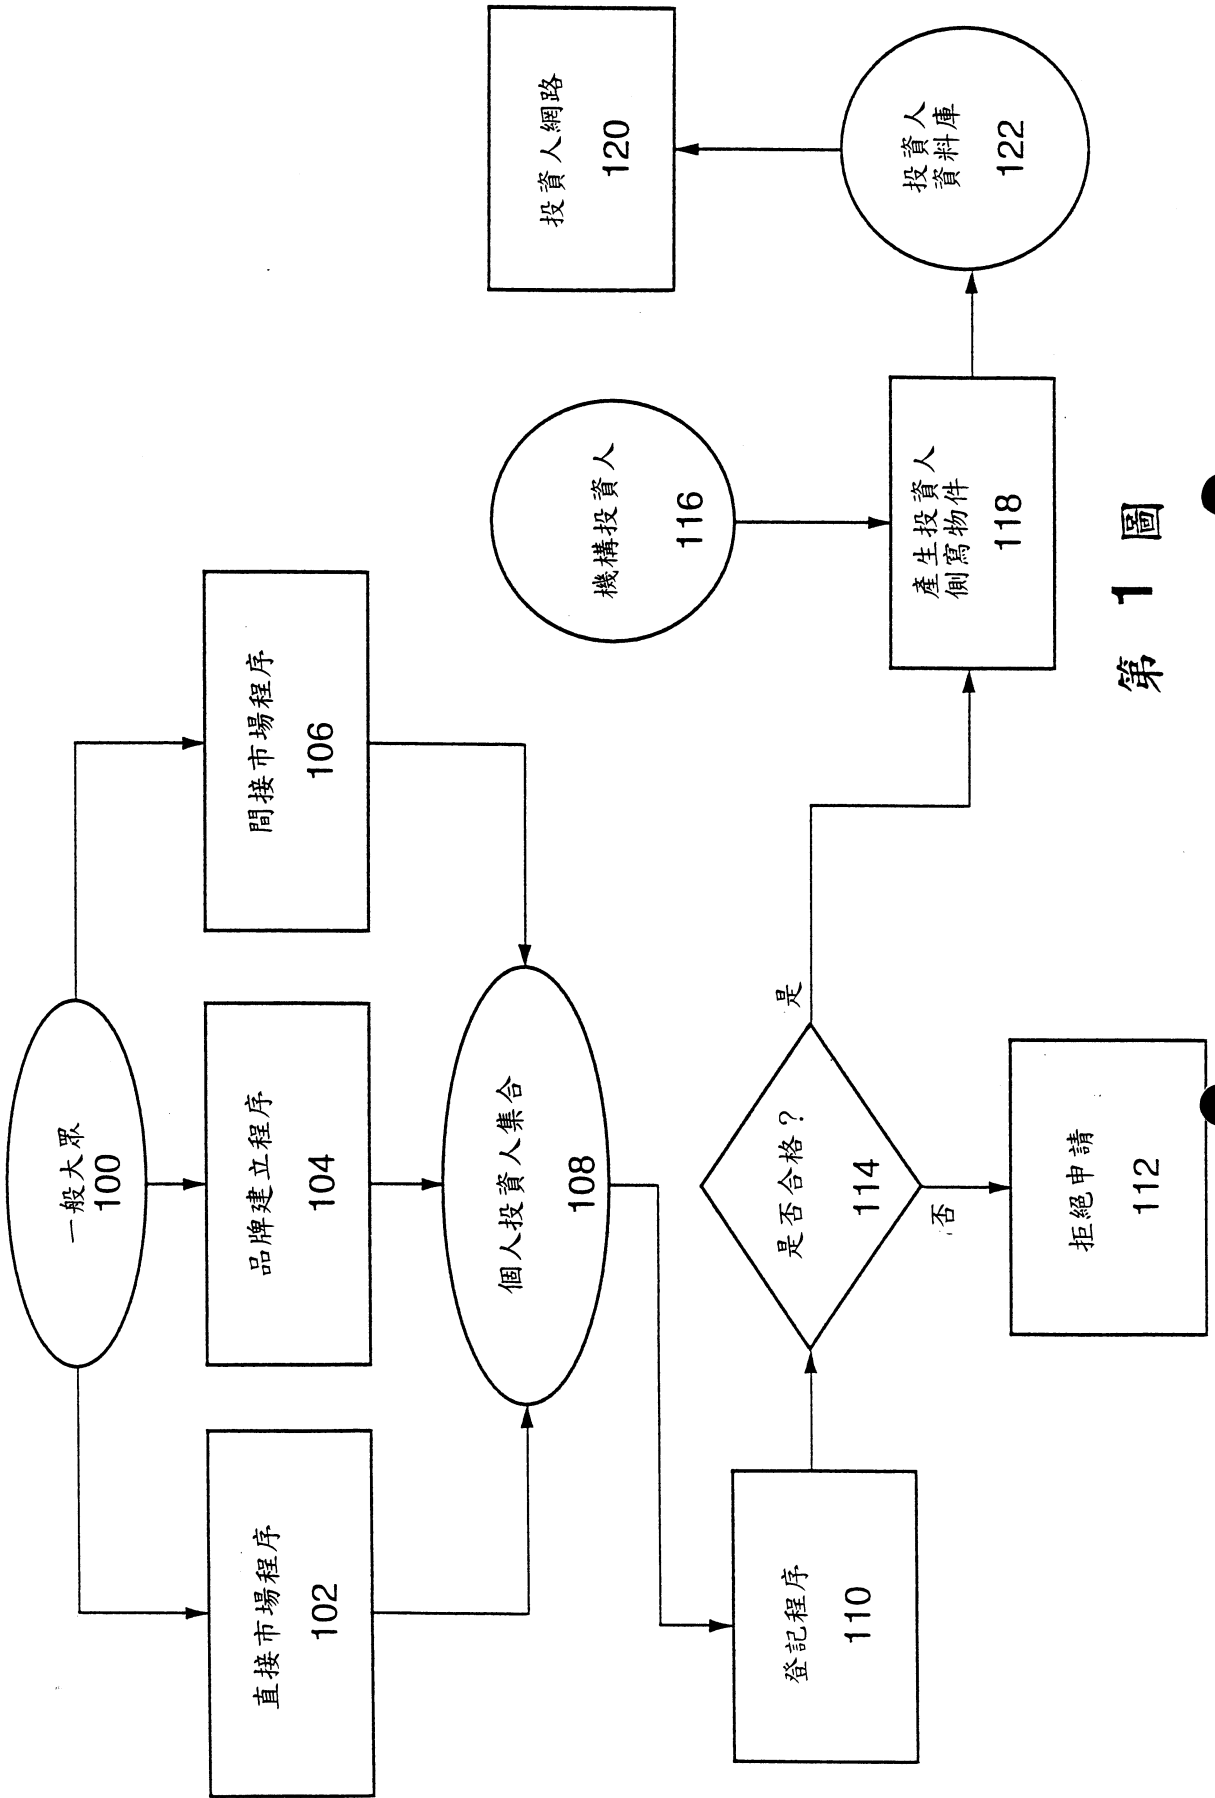 一般大眾
100
直接市場程序
102
品牌建立程序
104
間接市場程序
106
個人投資人集合
108
登記程序
110
是否合格？
114
是
否
拒絕申請
112
機構投資人
116
產生投資人
側寫物件
118
投資人
資料庫
122
投資人網路
120
第 1 圖